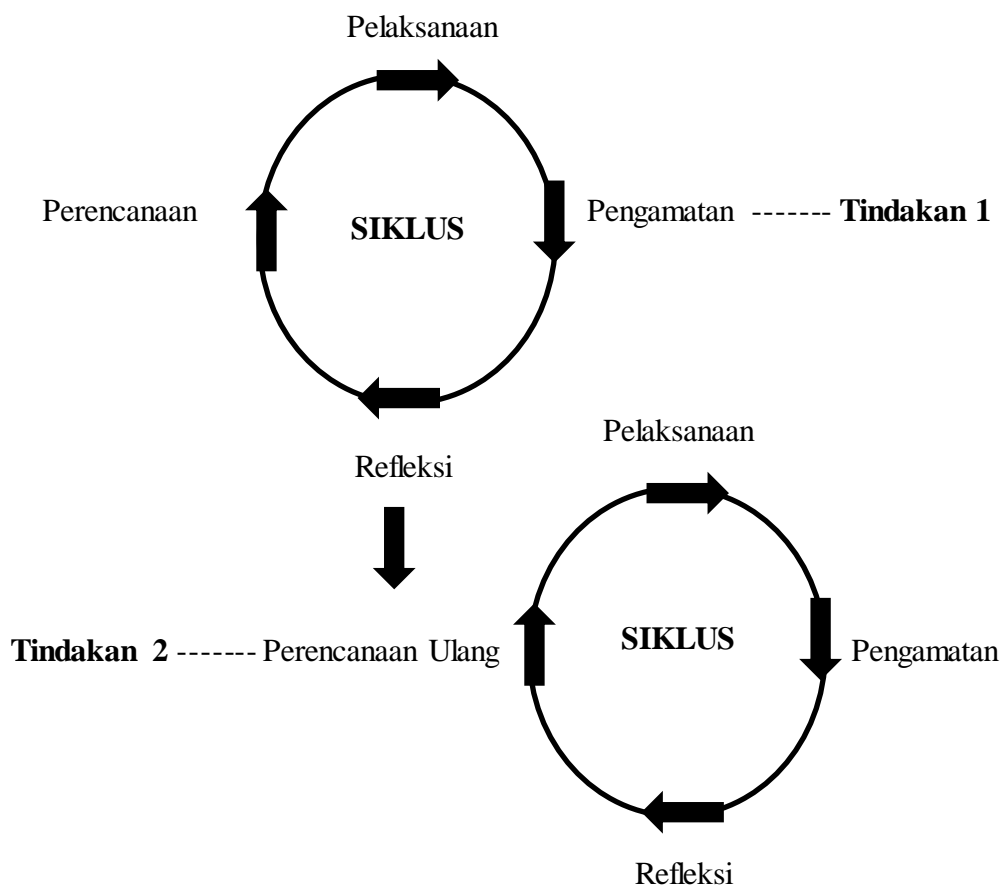 Pelaksanaan
Perencanaan
SIKLUS
Pengamatan ------- Tindakan 1
Refleksi
Pelaksanaan
Tindakan 2 ------- Perencanaan Ulang
SIKLUS
Pengamatan
Refleksi